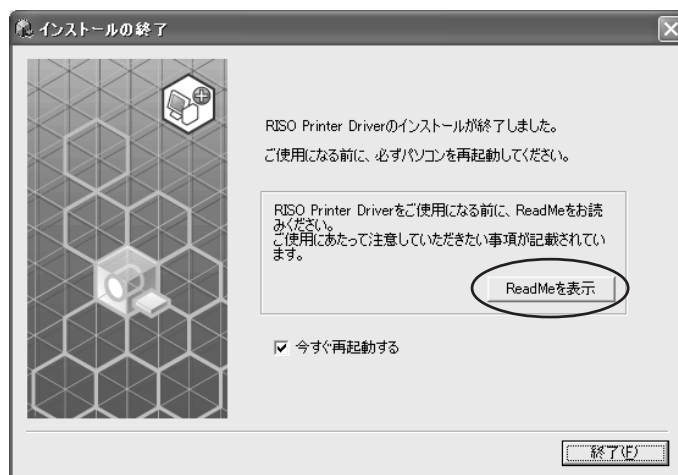 インストールの終了
RISO Printer Driverのインストールが終了しました。
ご使用になる前に、必ずパソコンを再起動してください。
RISO Printer Driverをご使用になる前に、ReadMeをお読
みください。
ご使用にあたって注意していただきたい事項が記載されてい
ます。
ReadMeを表示
今すぐ再起動する
終了(F)